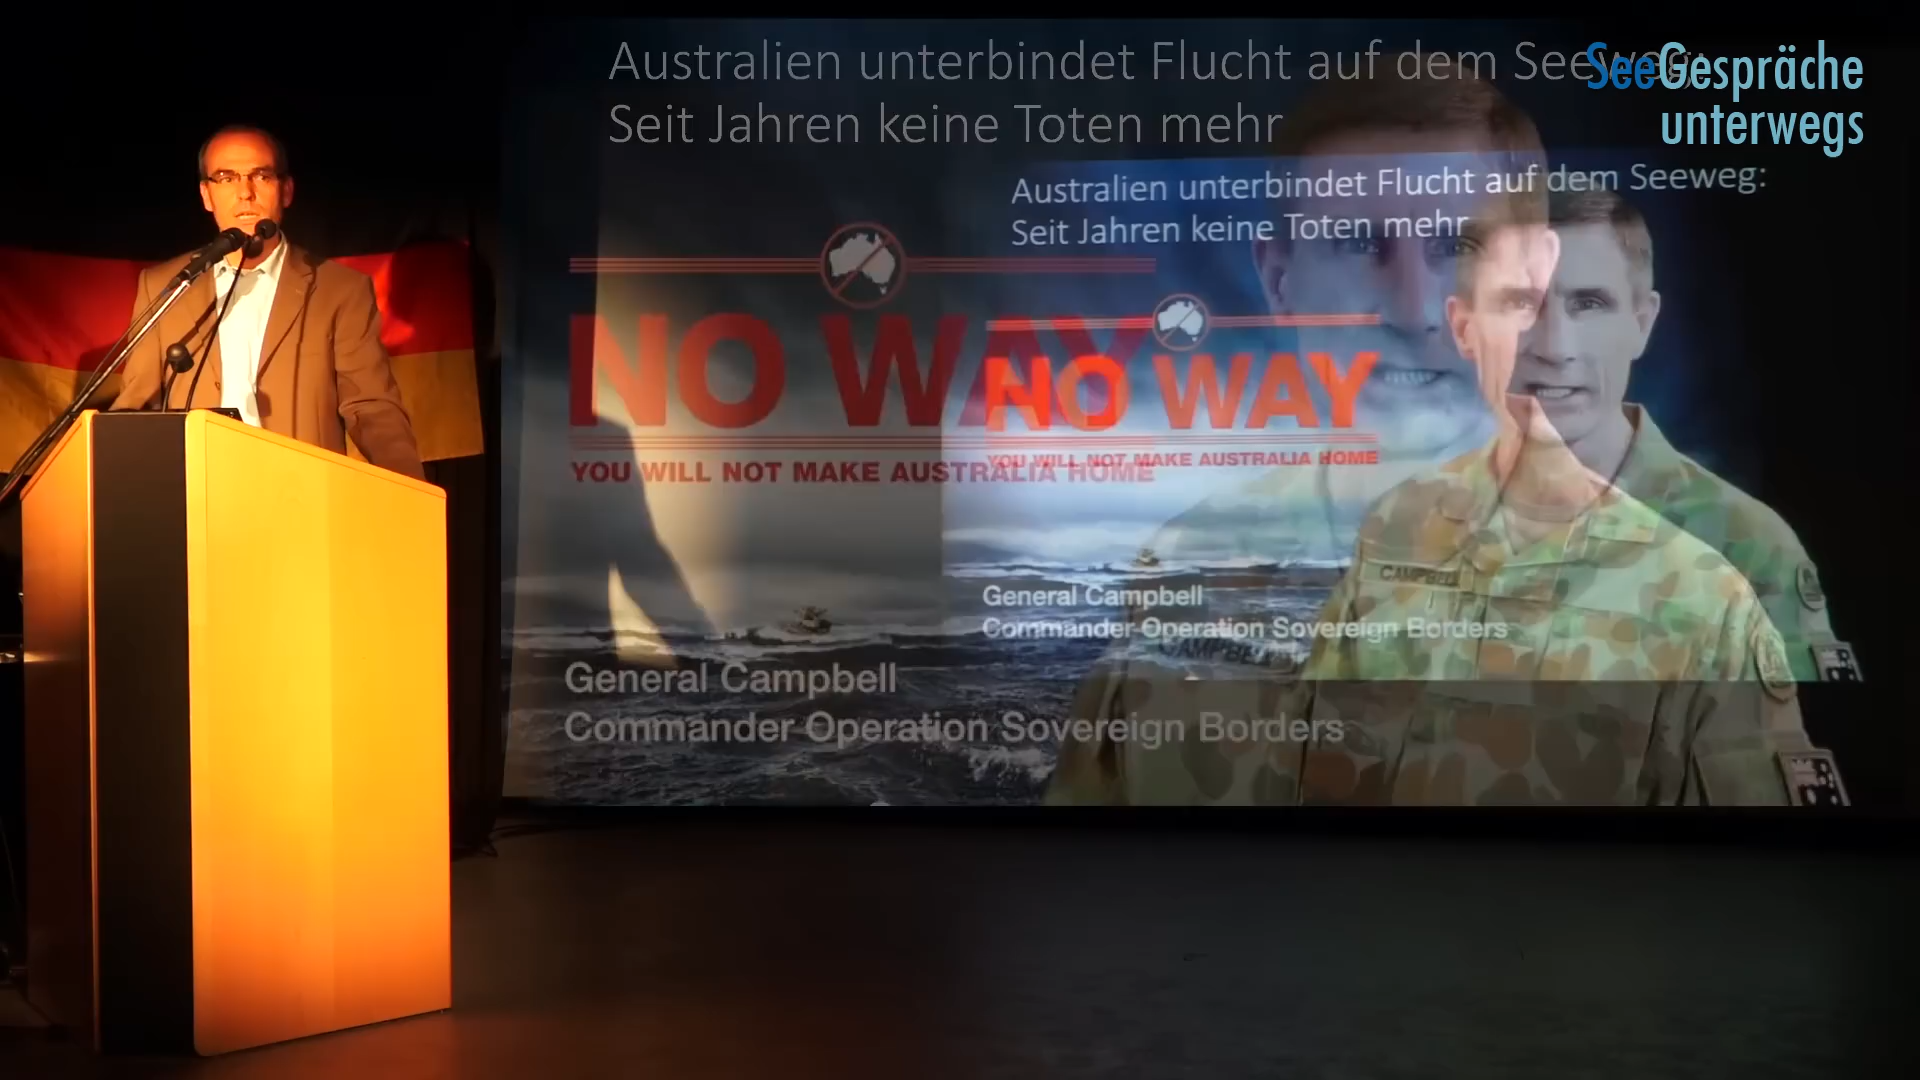 Australien unterbindet Flucht auf dem Seeweg:
Seit Jahren keine Toten mehr
SeeGespräche
unterwegs
Australien unterbindet Flucht auf dem Seeweg:
Seit Jahren keine Toten mehr
NO WAY
YOU WILL NOT MAKE AUSTRALIA HOME
NO WAY
YOU WILL NOT MAKE AUSTRALIA HOME
CAMPBELL
General Campbell
Commander Operation Sovereign Borders
CAMPBELL
General Campbell
Commander Operation Sovereign Borders